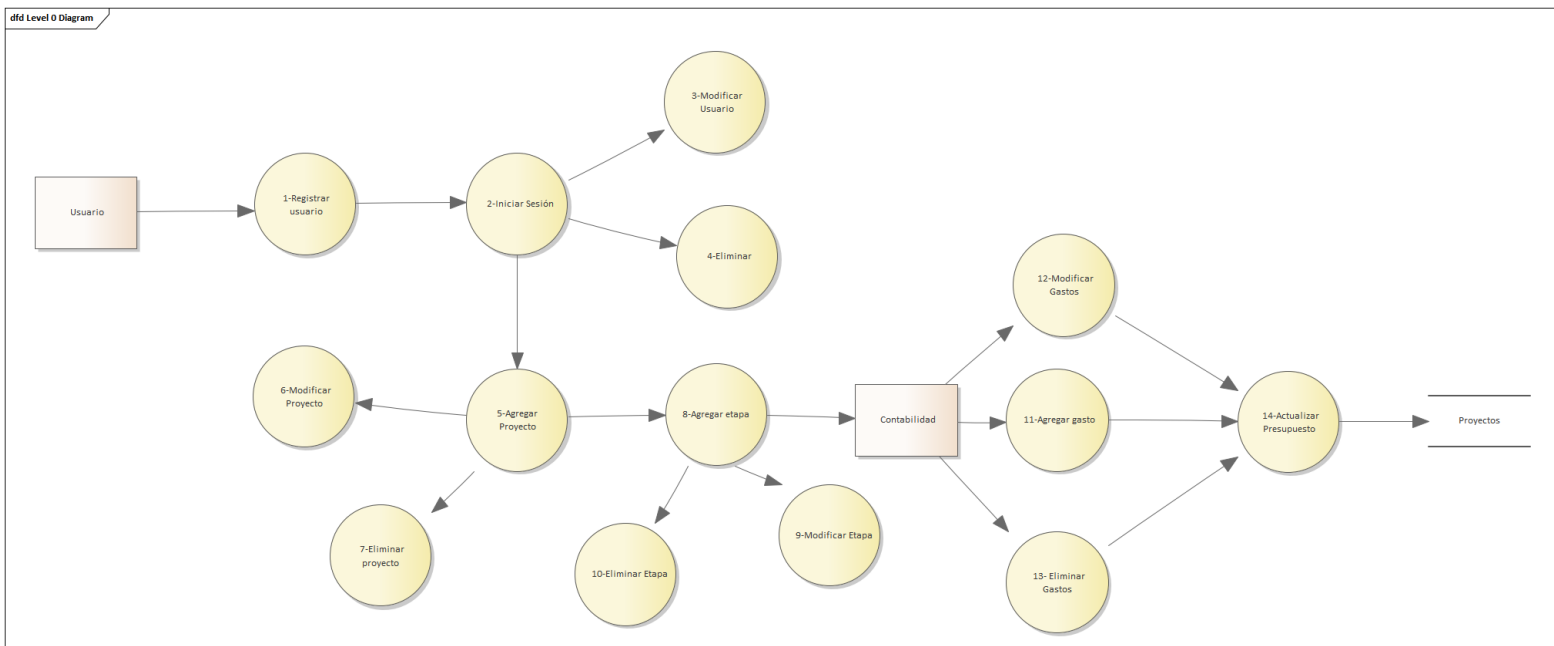 dfd Level 0 Diagram
3-Modificar
Usuario
Usuario
1-Registrar
usuario
2-Iniciar Sesión
4-Eliminar
12-Modificar
Gastos
6-Modificar
Proyecto
5-Agregar
Proyecto
8-Agregar etapa
Contabilidad
11-Agregar gasto
14-Actualizar
Presupuesto
Proyectos
7-Eliminar
proyecto
10-Eliminar Etapa
9-Modificar Etapa
13- Eliminar
Gastos